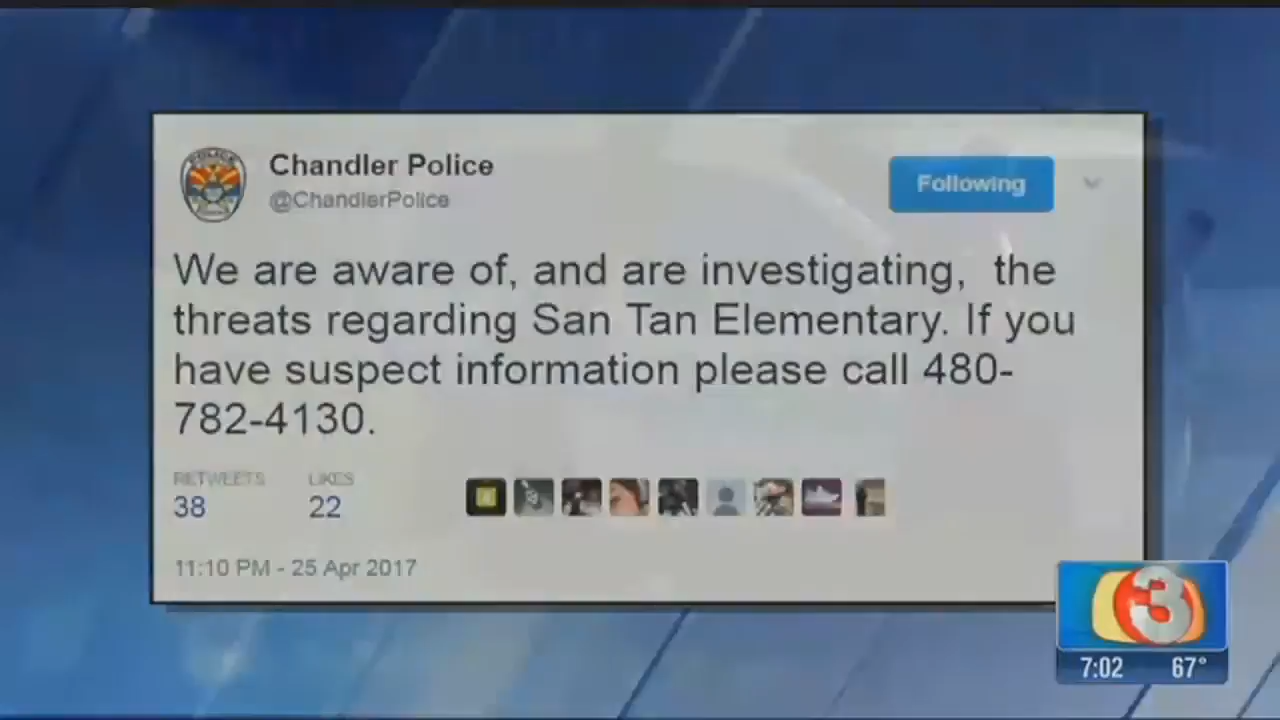 POLICE
Chandler Police
@ChandlerPolice
Following
We are aware of, and are investigating,  the
threats regarding San Tan Elementary. If you
have suspect information please call 480-
782-4130.
RETWEETS LIKES
38 22
11:10 PM - 25 Apr 2017
3
7:02 67°